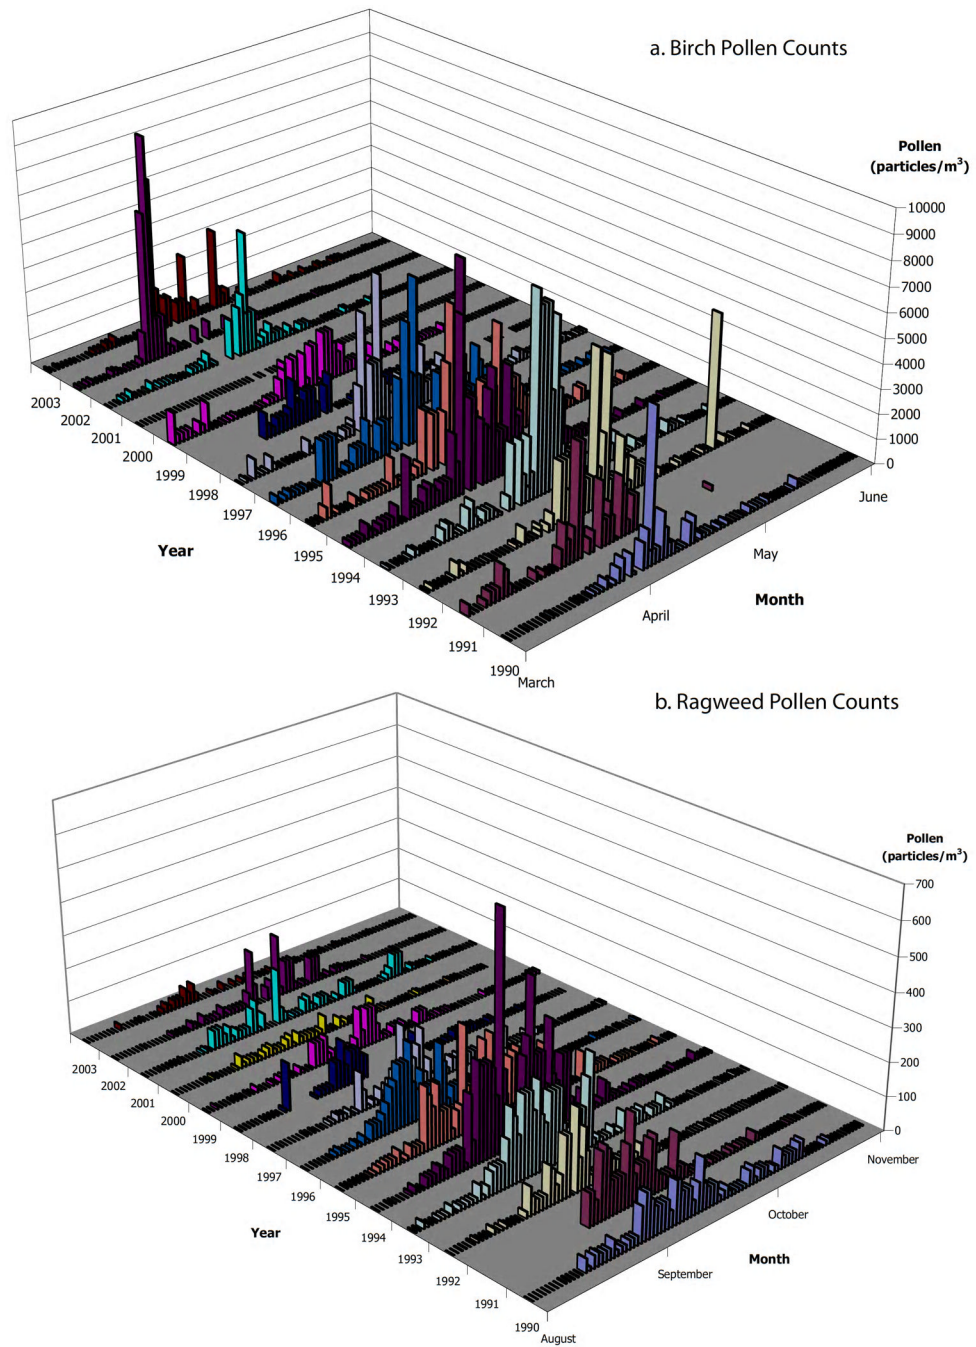 a. Birch Pollen Counts
Pollen
(particles/m³)
10000
9000
8000
7000
6000
5000
4000
3000
2000
1000
0
2003
2002
2001
2000
1999
1998
1997
1996
1995
1994
1993
1992
1991
1990
Year
March
April
May
June
Month
b. Ragweed Pollen Counts
Pollen
(particles/m³)
700
600
500
400
300
200
100
0
2003
2002
2001
2000
1999
1998
1997
1996
1995
1994
1993
1992
1991
1990
Year
August
September
October
November
Month